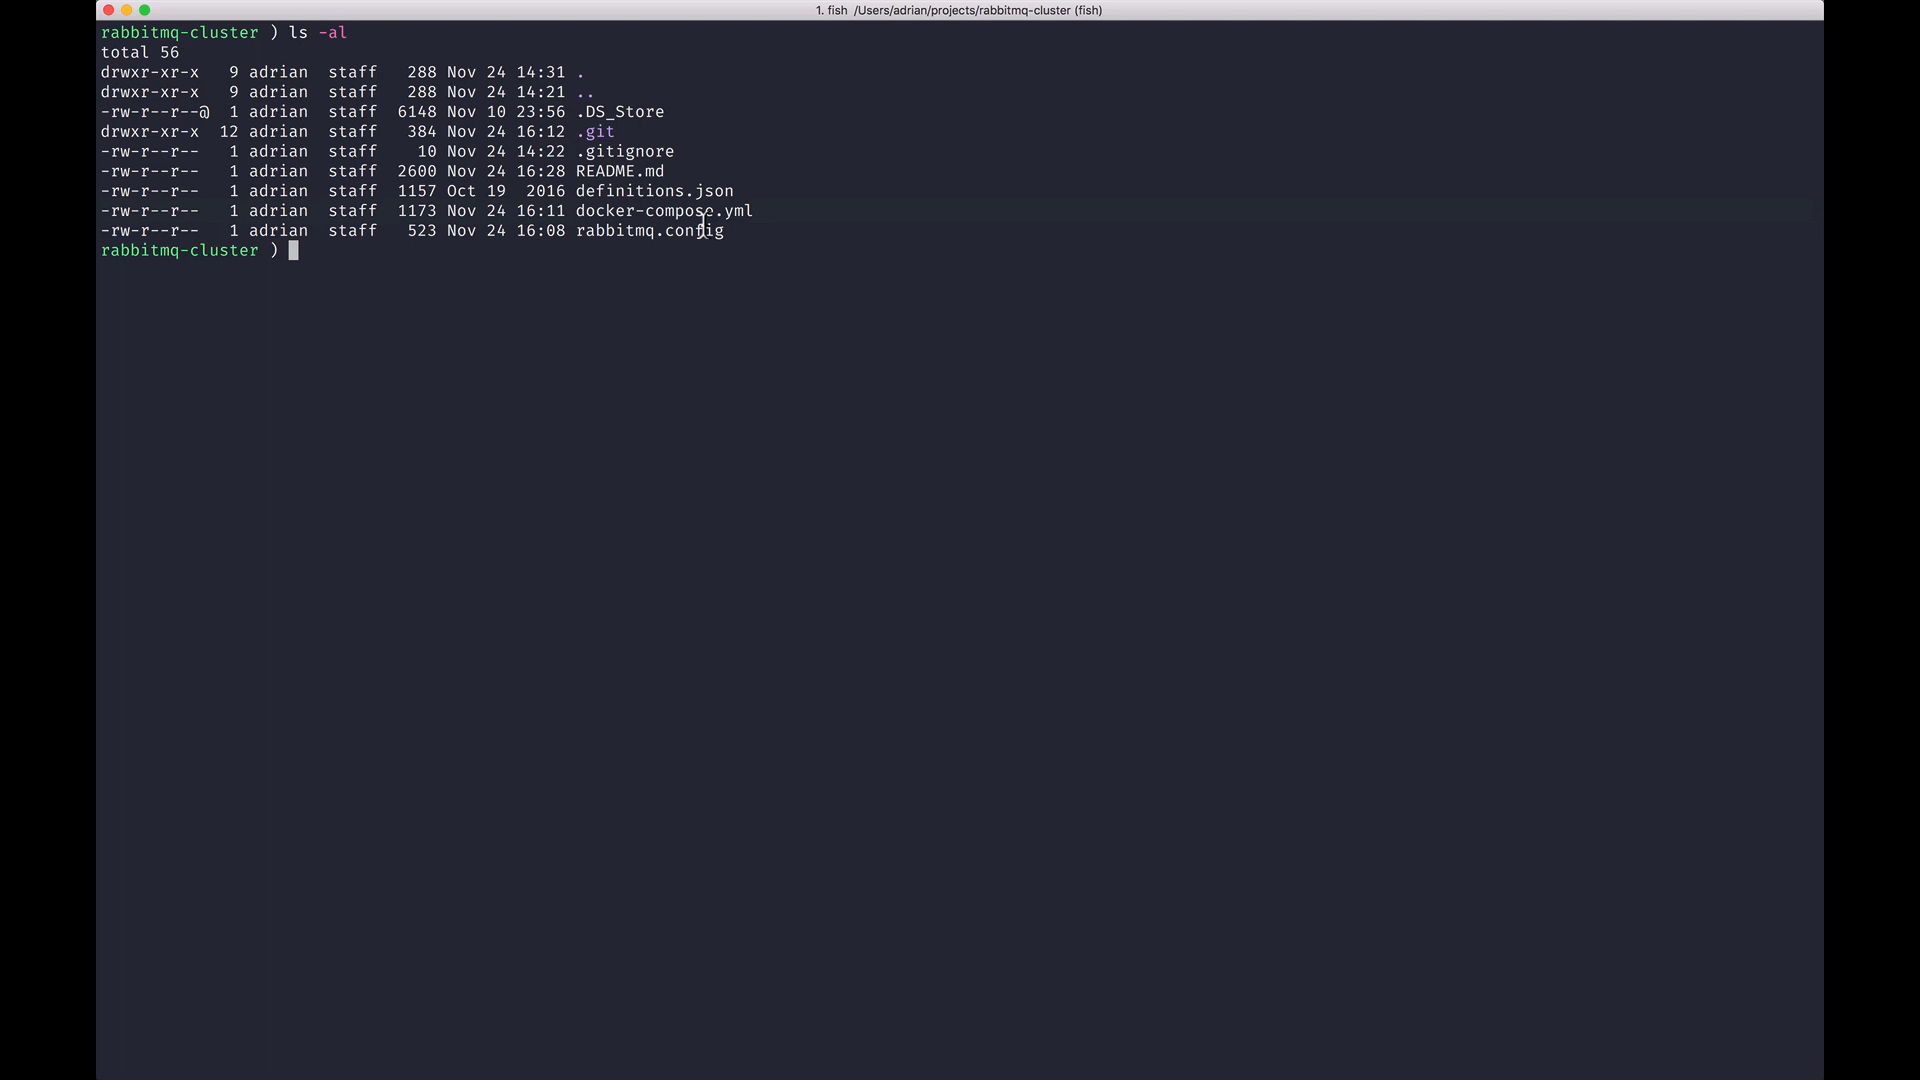 1. fish /Users/adrian/projects/rabbitmq-cluster (fish)
rabbitmq-cluster ) ls -al
total 56
drwxr-xr-x   9 adrian  staff   288 Nov 24 14:31 .
drwxr-xr-x   9 adrian  staff   288 Nov 24 14:21 ..
-rw-r--r--@  1 adrian  staff  6148 Nov 10 23:56 .DS_Store
drwxr-xr-x  12 adrian  staff   384 Nov 24 16:12 .git
-rw-r--r--   1 adrian  staff    10 Nov 24 14:22 .gitignore
-rw-r--r--   1 adrian  staff  2600 Nov 24 16:28 README.md
-rw-r--r--   1 adrian  staff  1157 Oct 19  2016 definitions.json
-rw-r--r--   1 adrian  staff  1173 Nov 24 16:11 docker-compose.yml
-rw-r--r--   1 adrian  staff   523 Nov 24 16:08 rabbitmq.config
rabbitmq-cluster )